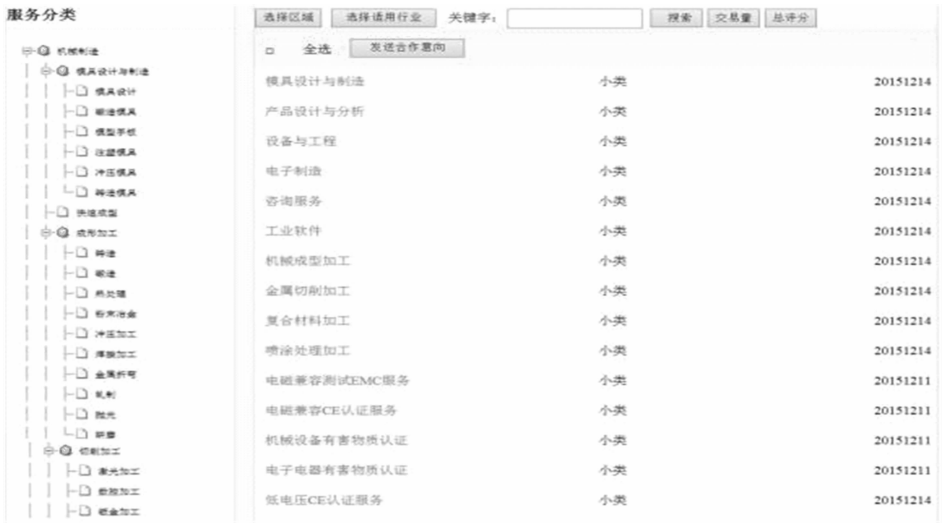 服务分类
机械制造
模具设计与制造
模具设计
锻造模具
模型手板
注塑模具
冲压模具
铸造模具
快速成型
成形加工
铸造
锻造
热处理
粉末冶金
冲压加工
焊接加工
金属折弯
轧制
抛光
研磨
切削加工
激光加工
数控加工
钣金加工
选择区域 选择适用行业 关键字： 搜索 交易量 总评分
全选 发送合作意向
模具设计与制造 小类 20151214
产品设计与分析 小类 20151214
设备与工程 小类 20151214
电子制造 小类 20151214
咨询服务 小类 20151214
工业软件 小类 20151214
机械成型加工 小类 20151214
金属切削加工 小类 20151214
复合材料加工 小类 20151214
喷涂处理加工 小类 20151214
电磁兼容测试EMC服务 小类 20151211
电磁兼容CE认证服务 小类 20151211
机械设备有害物质认证 小类 20151211
电子电器有害物质认证 小类 20151211
低电压CE认证服务 小类 20151214